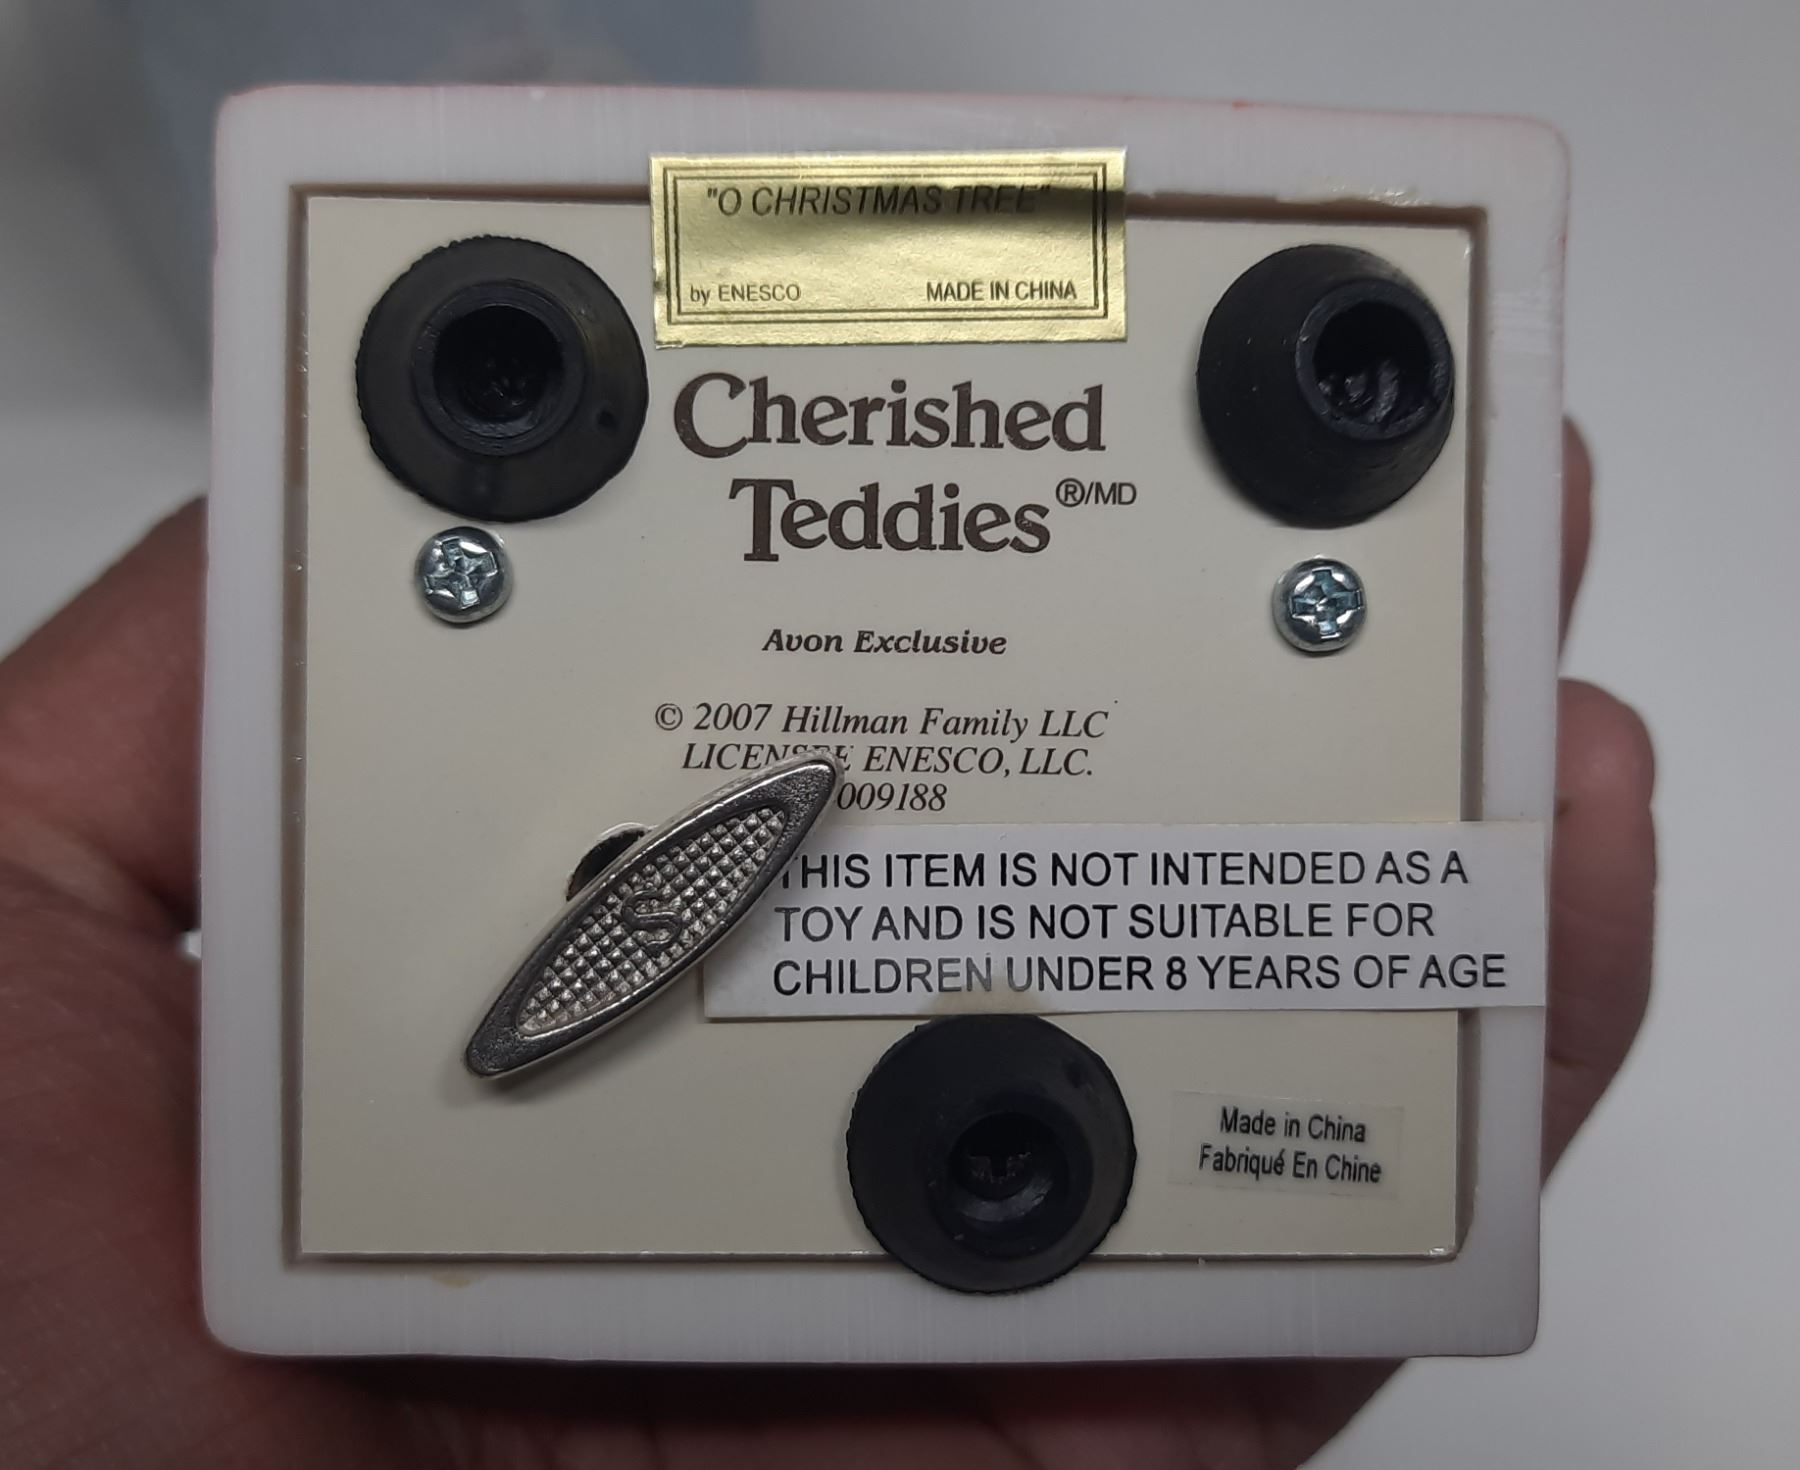 "O CHRISTMAS TREE"
by ENESCO MADE IN CHINA
Cherished
Teddies®/MD
Avon Exclusive
© 2007 Hillman Family LLC
LICENSEE ENESCO, LLC.
009188
THIS ITEM IS NOT INTENDED AS A
TOY AND IS NOT SUITABLE FOR
CHILDREN UNDER 8 YEARS OF AGE
S
Made in China
Fabriqué En Chine